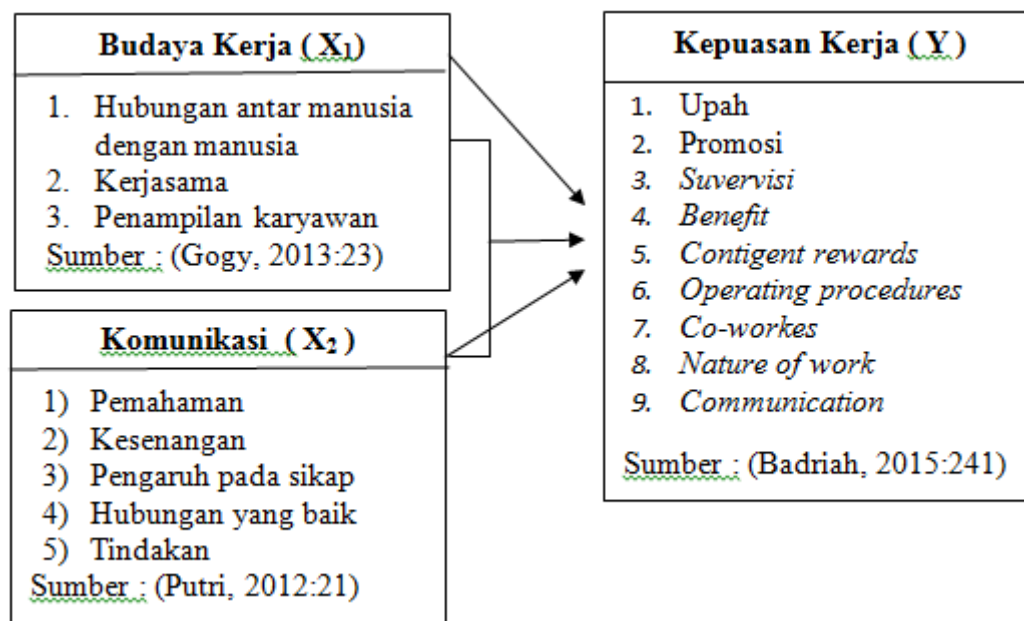 Budaya Kerja ( X₁)
1. Hubungan antar manusia
dengan manusia
2. Kerjasama
3. Penampilan karyawan
Sumber : (Gogy, 2013:23)
Komunikasi ( X₂ )
1) Pemahaman
2) Kesenangan
3) Pengaruh pada sikap
4) Hubungan yang baik
5) Tindakan
Sumber : (Putri, 2012:21)
Kepuasan Kerja ( Y )
1. Upah
2. Promosi
3. Suvervisi
4. Benefit
5. Contigent rewards
6. Operating procedures
7. Co-workes
8. Nature of work
9. Communication
Sumber : (Badriah, 2015:241)